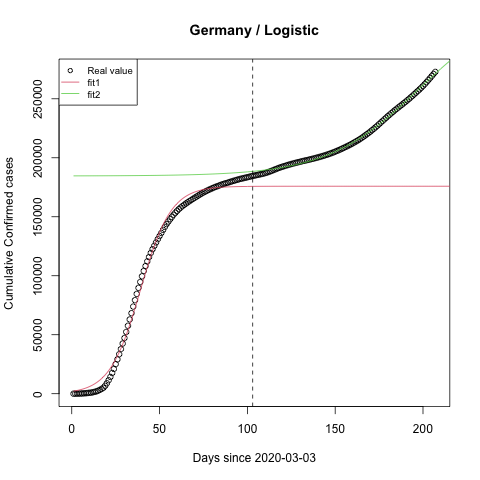 Germany / Logistic
Real value
fit1
fit2
Cumulative Confirmed cases
250000
200000
150000
100000
50000
0
0 50 100 150 200
Days since 2020-03-03